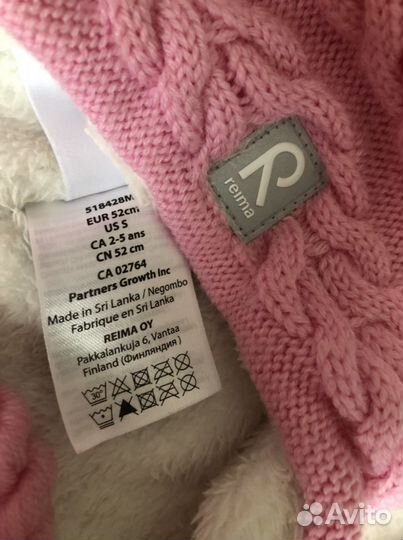 518428M
EUR 52cm
US S
CA 2-5 ans
CN 52 cm
CA 02764
Partners Growth Inc
Made in Sri Lanka / Negombo
Fabrique en Sri Lanka
REIMA OY
Pakkalankuja 6, Vantaa
Finland (Финляндия)
30°
reima
Avito